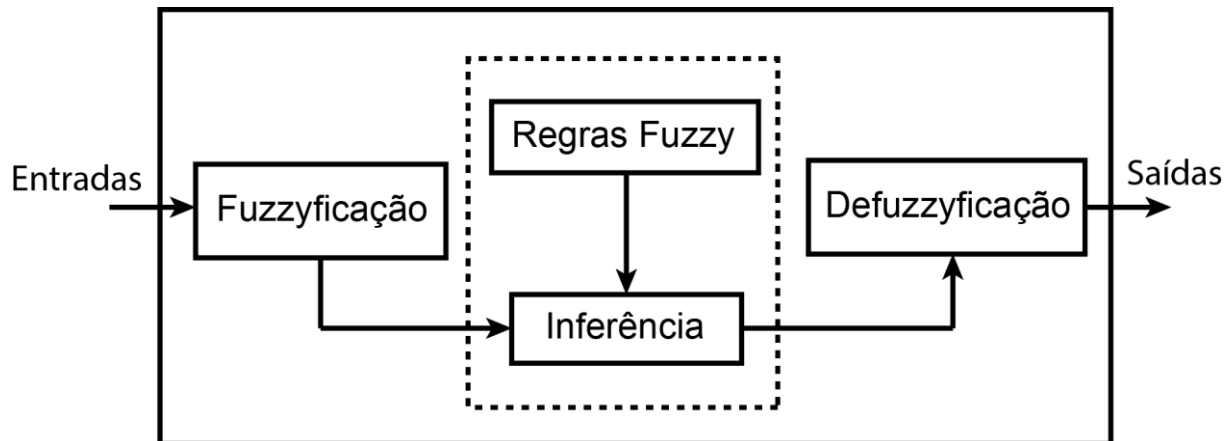 Entradas
Fuzzyficação
Regras Fuzzy
Inferência
Defuzzyficação
Saídas